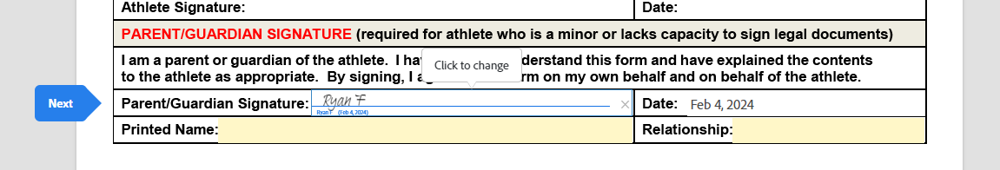 Athlete Signature: Date:
PARENT/GUARDIAN SIGNATURE (required for athlete who is a minor or lacks capacity to sign legal documents)
I am a parent or guardian of the athlete. I ha derstand this form and have explained the contents
Click to change
to the athlete as appropriate. By signing, I ag rm on my own behalf and on behalf of the athlete.
Next
Parent/Guardian Signature: Ryan F × Date: Feb 4, 2024
Ryan F (Feb 4, 2024)
Printed Name: Relationship: